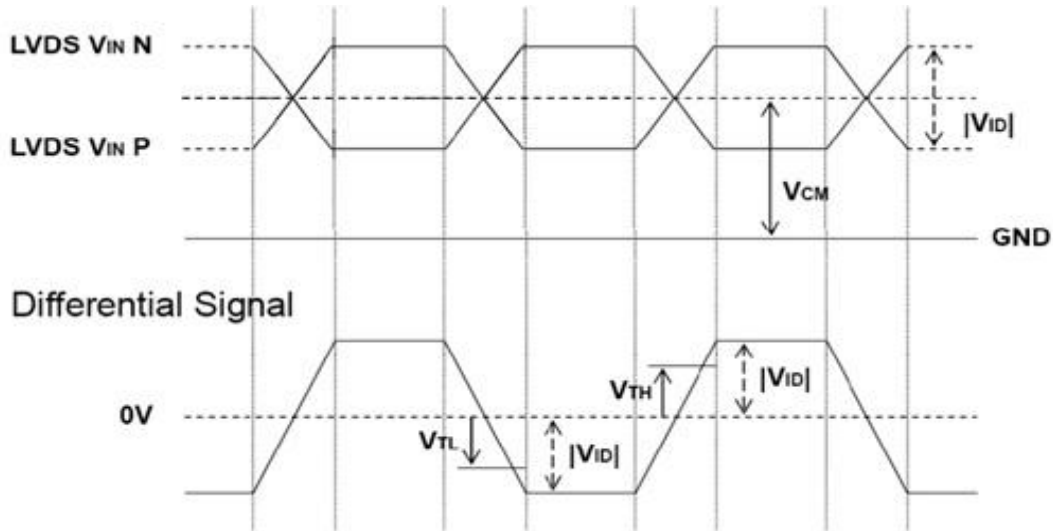 LVDS VIN N
|VID|
LVDS VIN P
VCM
GND
Differential Signal
VTH
|VID|
0V
VTL
|VID|